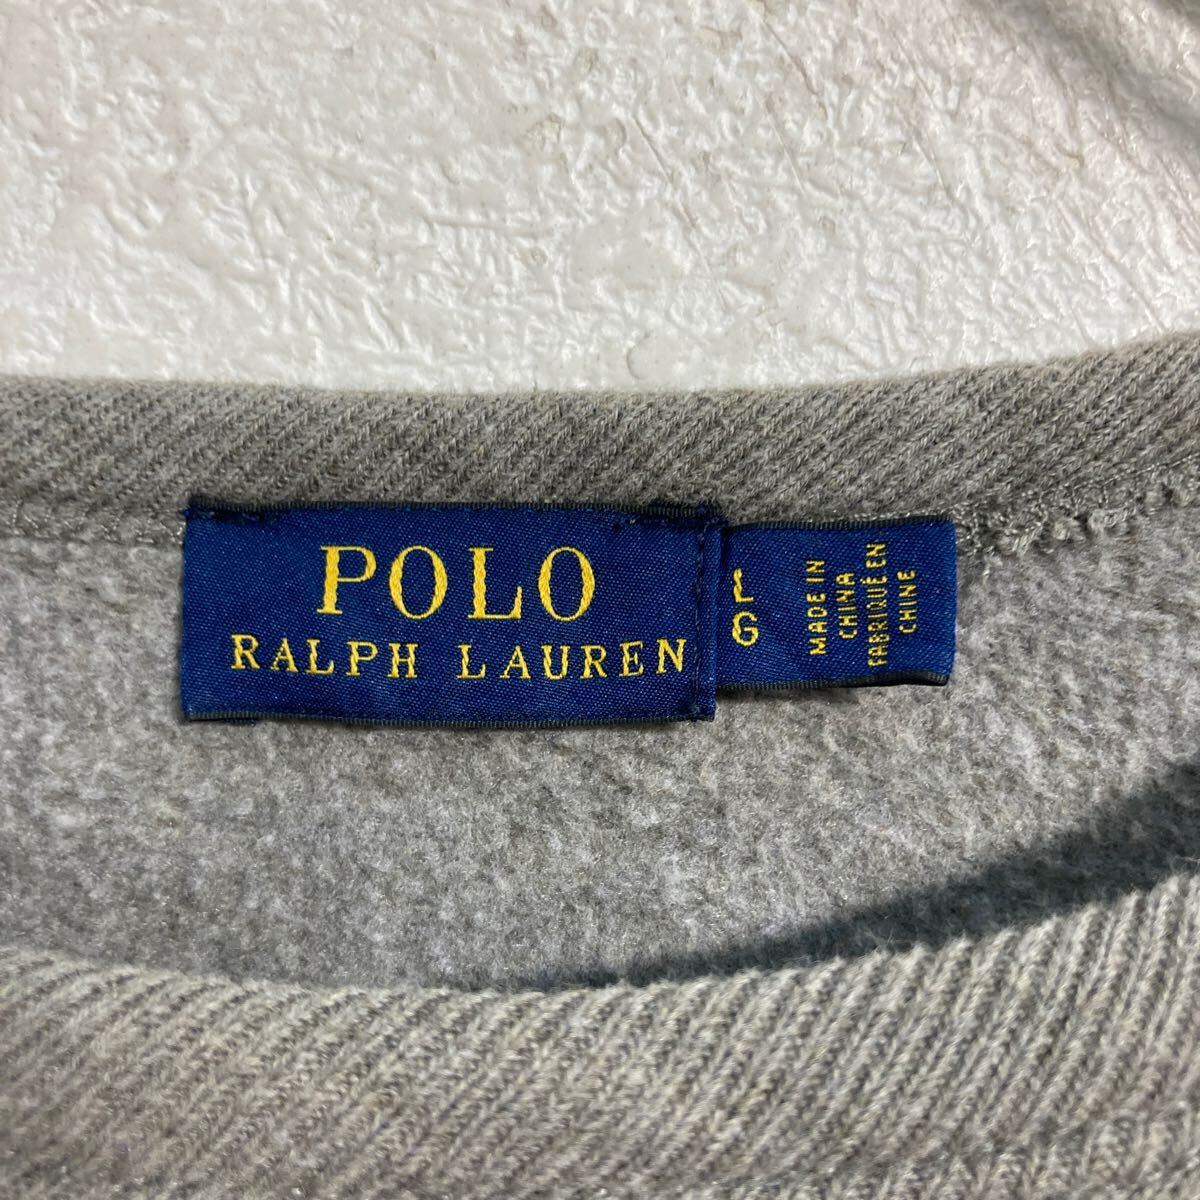 POLO
RALPH LAUREN
L
G
MADE IN
CHINA
FABRIQUÉ EN
CHINE